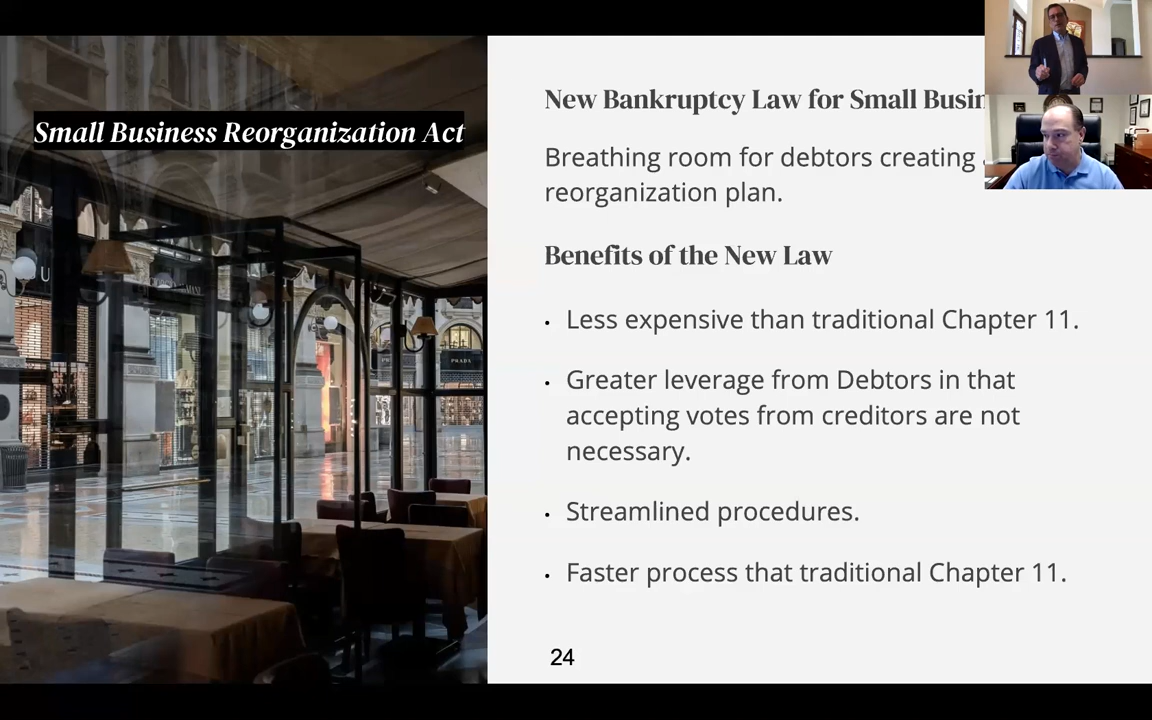 Small Business Reorganization Act
New Bankruptcy Law for Small
Breathing room for debtors creating
reorganization plan.
Benefits of the New Law
• Less expensive than traditional Chapter 11.
• Greater leverage from Debtors in that
accepting votes from creditors are not
necessary.
• Streamlined procedures.
• Faster process that traditional Chapter 11.
24
PRADA